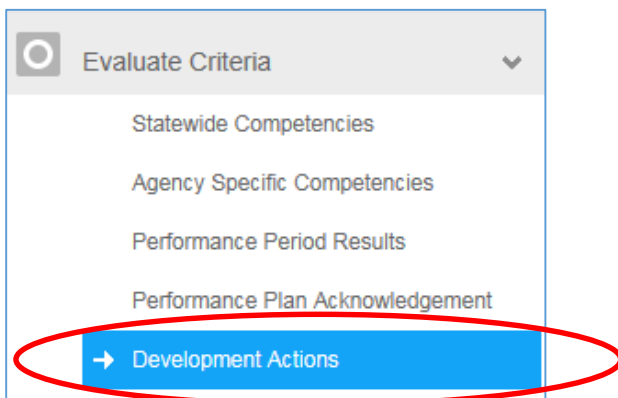 Evaluate Criteria
Statewide Competencies
Agency Specific Competencies
Performance Period Results
Performance Plan Acknowledgement
Development Actions